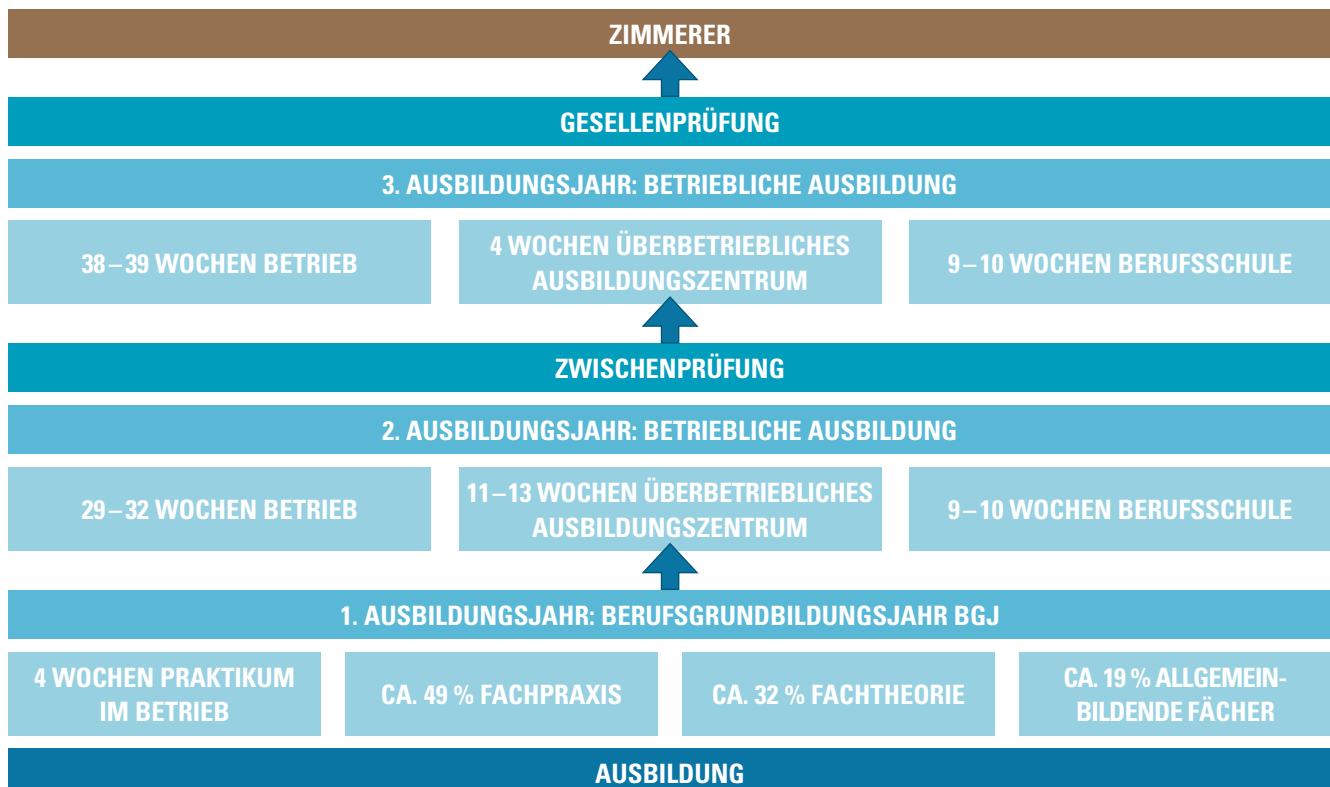 ZIMMERER
GESELLENPRÜFUNG
3. AUSBILDUNGSJAHR: BETRIEBLICHE AUSBILDUNG
38–39 WOCHEN BETRIEB
4 WOCHEN ÜBERBETRIEBLICHES
AUSBILDUNGSZENTRUM
9–10 WOCHEN BERUFSSCHULE
ZWISCHENPRÜFUNG
2. AUSBILDUNGSJAHR: BETRIEBLICHE AUSBILDUNG
29–32 WOCHEN BETRIEB
11–13 WOCHEN ÜBERBETRIEBLICHES
AUSBILDUNGSZENTRUM
9–10 WOCHEN BERUFSSCHULE
1. AUSBILDUNGSJAHR: BERUFSGRUNDBILDUNGSJAHR BGJ
4 WOCHEN PRAKTIKUM
IM BETRIEB
CA. 49 % FACHPRAXIS
CA. 32 % FACHTHEORIE
CA. 19 % ALLGEMEIN-
BILDENDE FÄCHER
AUSBILDUNG